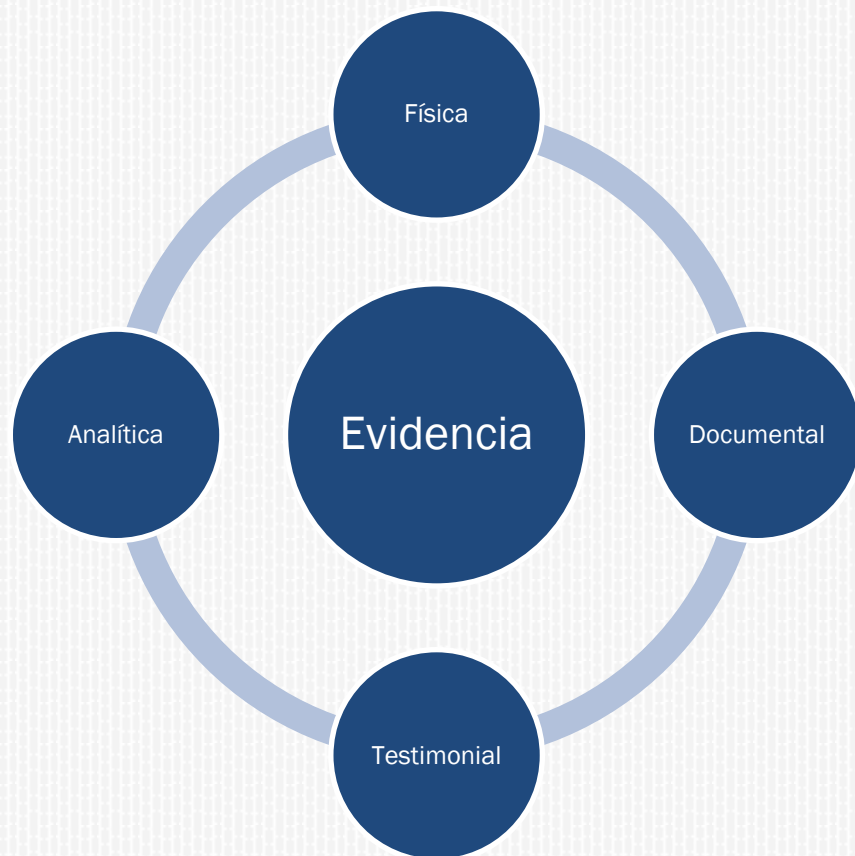 Física
Analítica
Evidencia
Documental
Testimonial